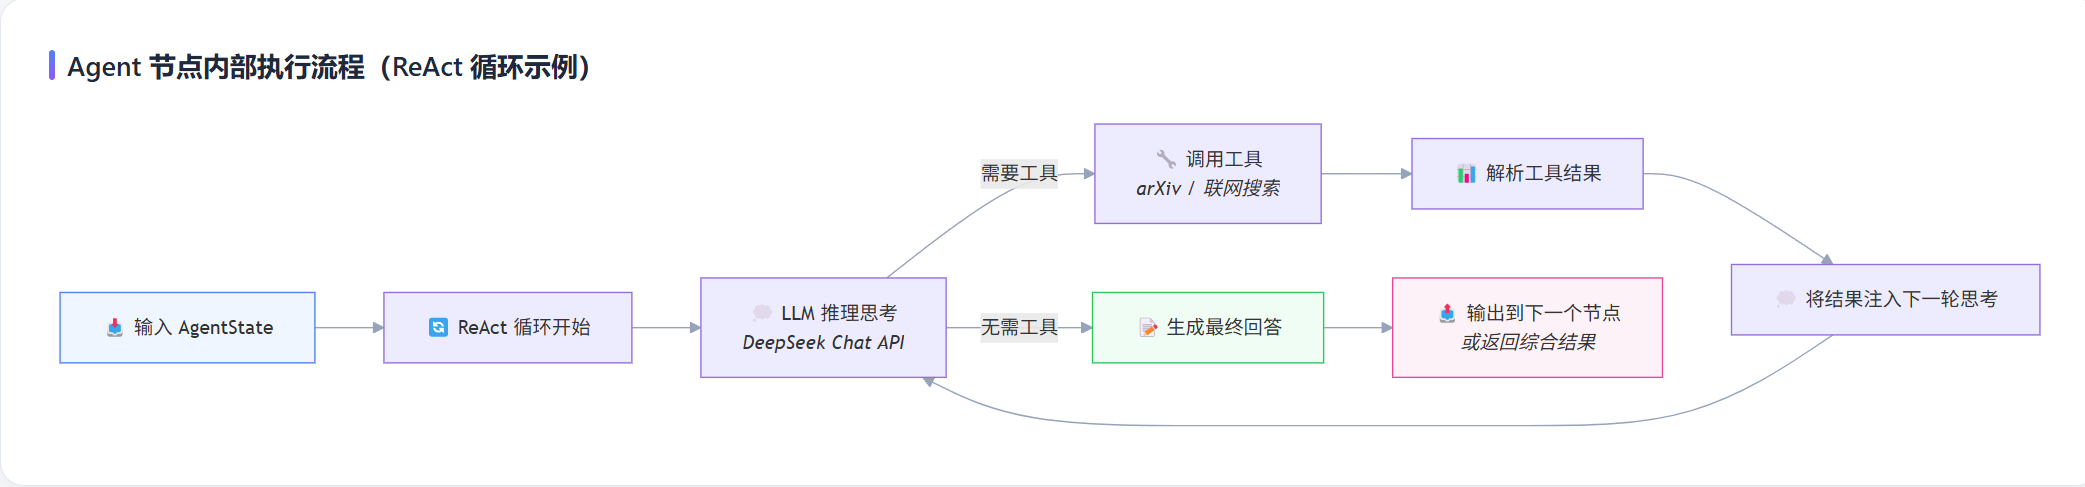 Agent 节点内部执行流程（ReAct 循环示例）
需要工具
调用工具
arXiv / 联网搜索
解析工具结果
输入 AgentState
ReAct 循环开始
LLM 推理思考
DeepSeek Chat API
无需工具
生成最终回答
输出到下一个节点
或返回综合结果
将结果注入下一轮思考